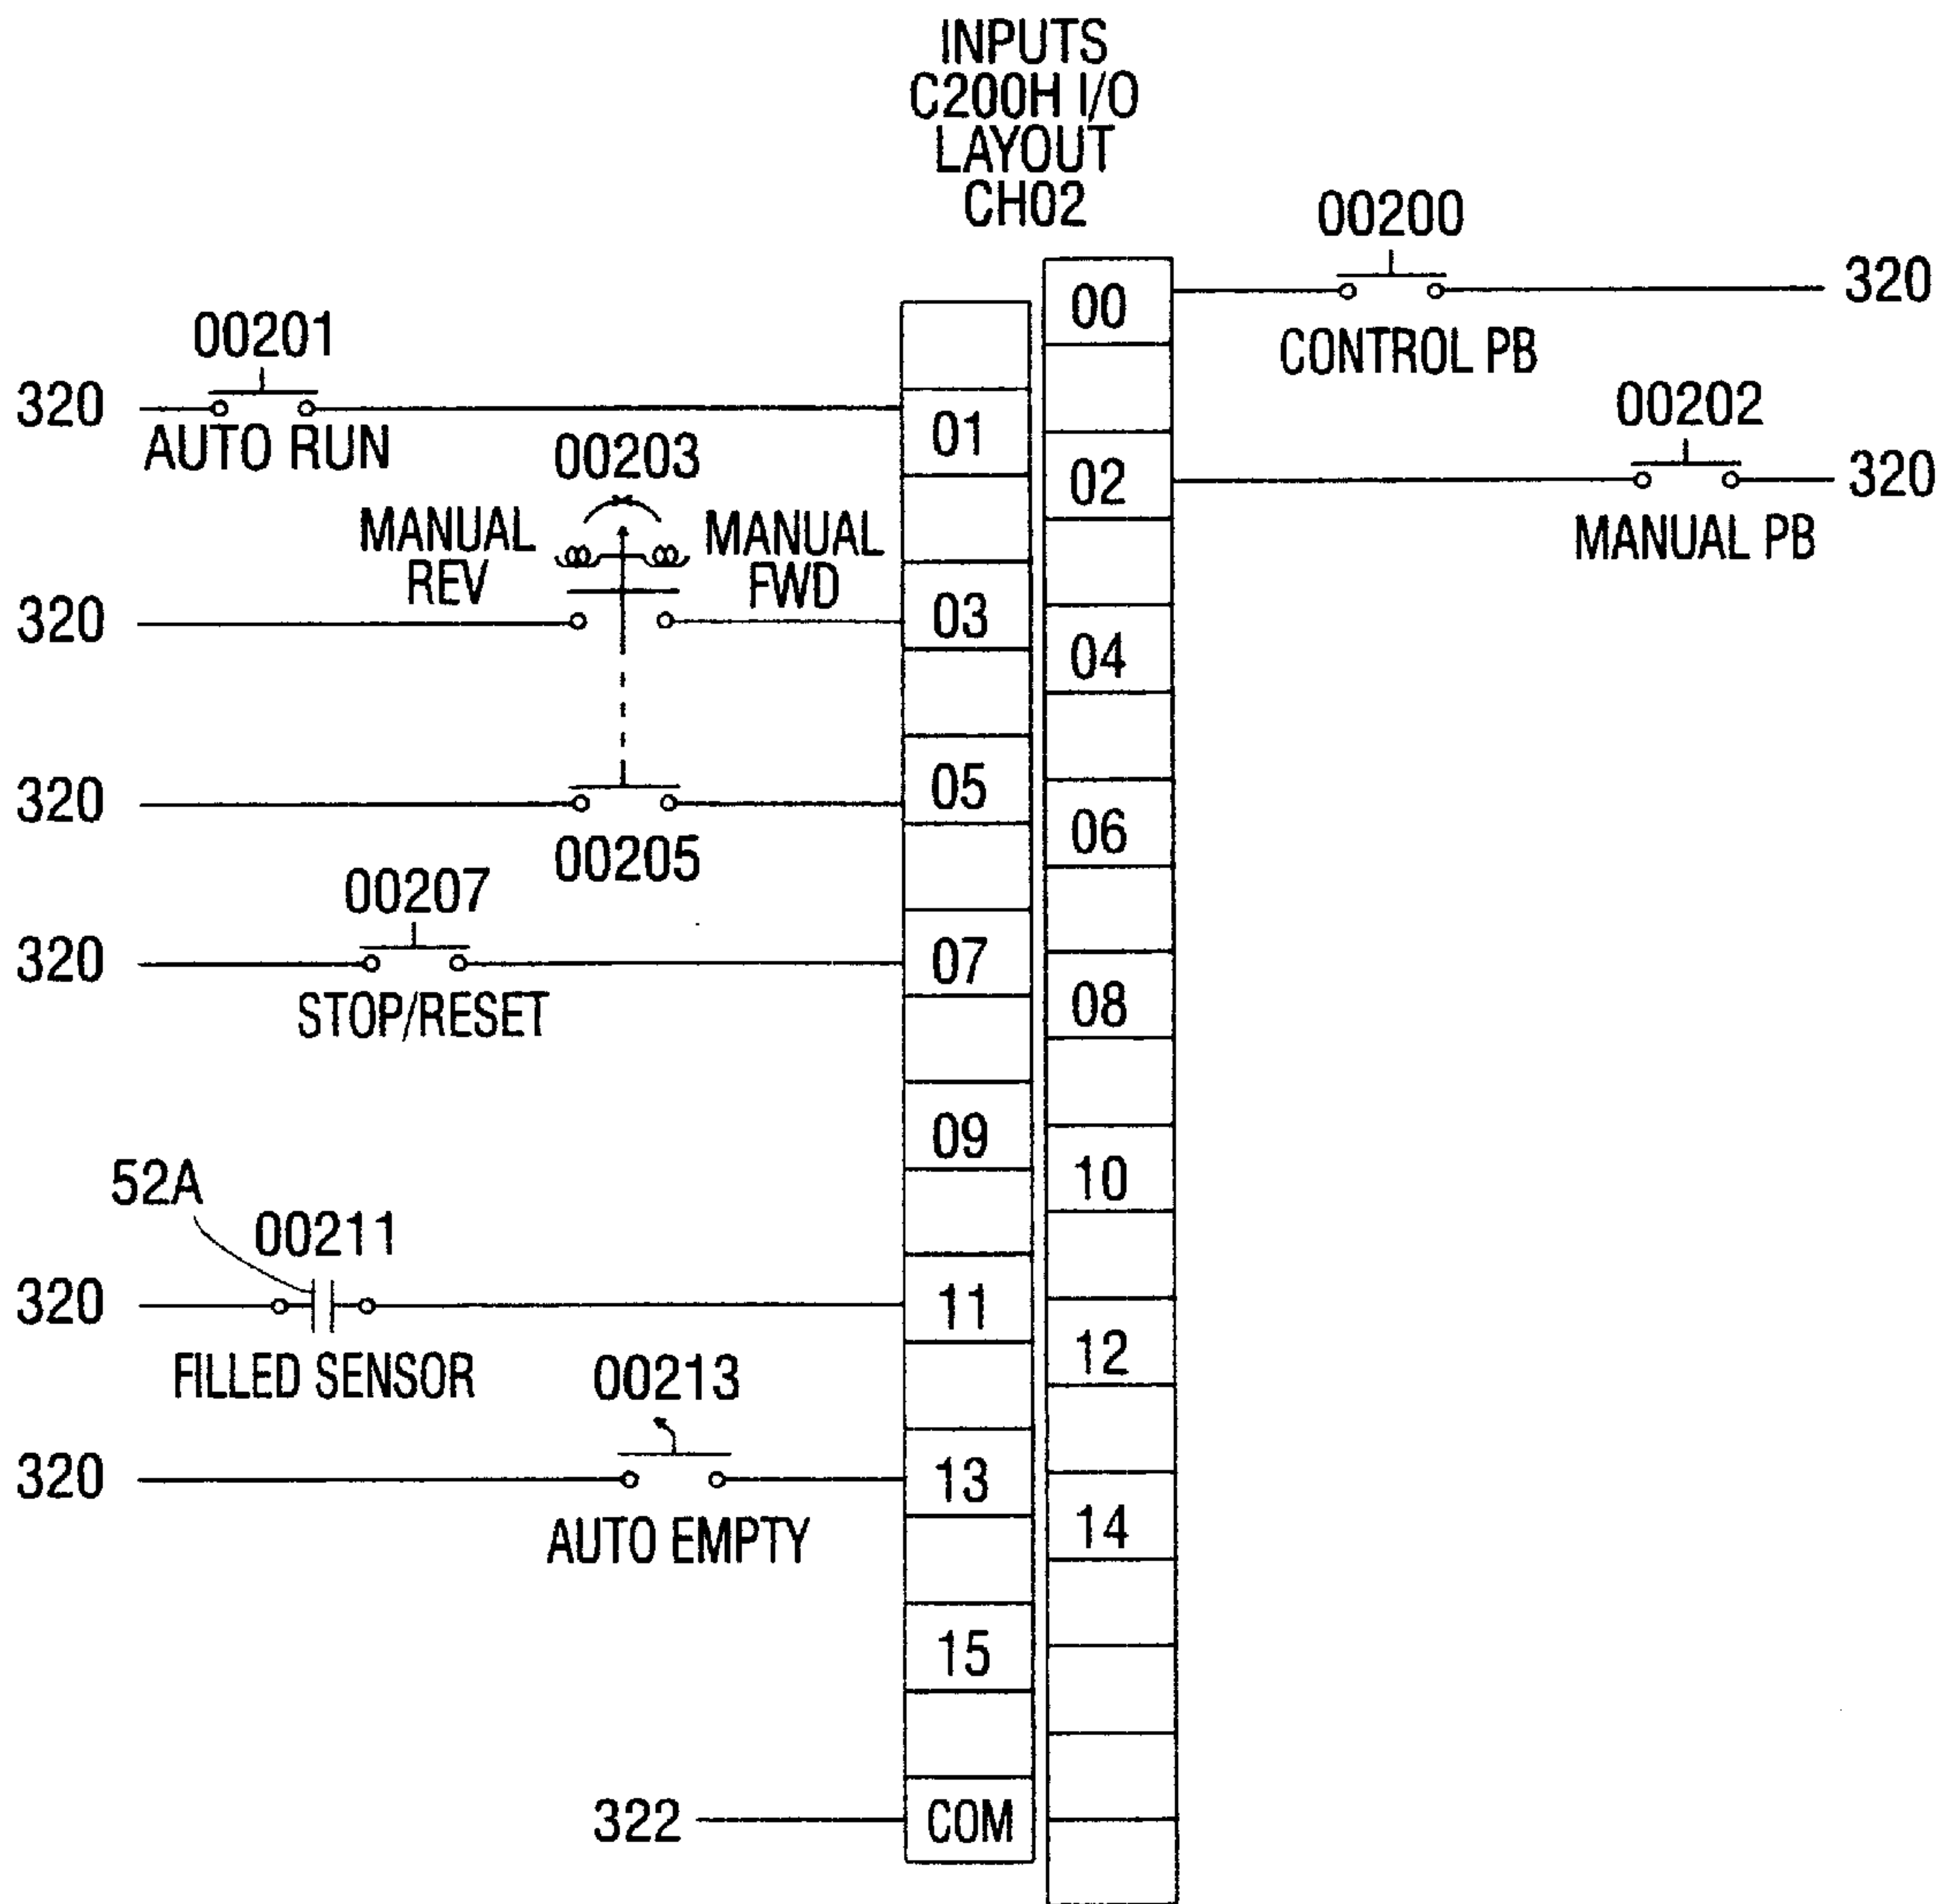 INPUTS
C200H I/O
LAYOUT
CH02
00200
320
00
CONTROL PB
00201
320
01
AUTO RUN
00202
320
02
MANUAL PB
00203
MANUAL
REV
MANUAL
FWD
320
03
04
320
05
06
00205
00207
320
07
STOP/RESET
08
09
10
52A
00211
320
11
FILLED SENSOR
12
00213
320
13
AUTO EMPTY
14
15
322
COM